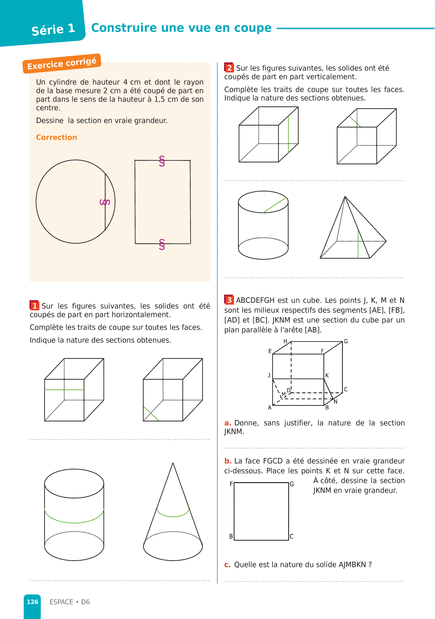 Série 1
Construire une vue en coupe
Exercice corrigé
Un cylindre de hauteur 4 cm et dont le rayon
de la base mesure 2 cm a été coupé de part en
part dans le sens de la hauteur à 1,5 cm de son
centre.
Dessine la section en vraie grandeur.
Correction
§
§
§
1 Sur les figures suivantes, les solides ont été
coupés de part en part horizontalement.
Complète les traits de coupe sur toutes les faces.
Indique la nature des sections obtenues.
2 Sur les figures suivantes, les solides ont été
coupés de part en part verticalement.
Complète les traits de coupe sur toutes les faces.
Indique la nature des sections obtenues.
3 ABCDEFGH est un cube. Les points J, K, M et N
sont les milieux respectifs des segments [AE], [FB],
[AD] et [BC]. JKNM est une section du cube par un
plan parallèle à l'arête [AB].
H
G
E
F
J
K
D
C
M
N
A
B
a. Donne, sans justifier, la nature de la section
JKNM.
b. La face FGCD a été dessinée en vraie grandeur
ci-dessous. Place les points K et N sur cette face.
À côté, dessine la section
JKNM en vraie grandeur.
F
G
B
C
c. Quelle est la nature du solide AJMBKN ?
126
ESPACE • D6